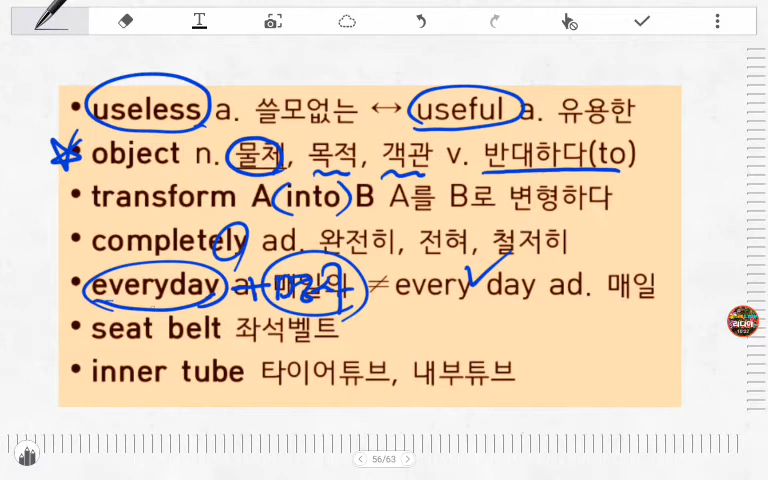 T
• useless a. 쓸모없는 ↔ useful a. 유용한
• object n. 물체, 목적, 객관 v. 반대하다(to)
• transform A (into) B A를 B로 변형하다
• completely ad. 완전히, 전혀, 철저히
• everyday a. 매일의 ≠ every day ad. 매일
• seat belt 좌석벨트
• inner tube 타이어튜브, 내부튜브
리디아
56/63